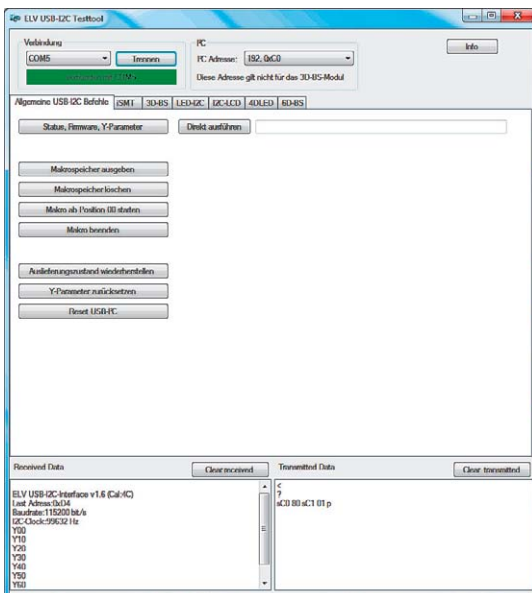 ELV USB-I2C Testtool
Verbindung
COM5
Trennen
I²C
I²C Adresse: 192, 0xC0
Diese Adresse gilt nicht für das 3D-BS-Modul
Info
Allgemeine USB-I2C Befehle iSMT 3D-BS LED-I2C I2C-LCD 4DLED 6D-BS
Status, Firmware, Y-Parameter
Direkt ausführen
Makrospeicher ausgeben
Makrospeicher löschen
Makro ab Position 00 starten
Makro beenden
Auslieferungszustand wiederherstellen
Y-Parameter zurücksetzen
Reset USB-I²C
Received Data
Clear received
ELV USB-I2C-Interface v1.6 (Cal:4C)
Last Adress:0xD4
Baudrate:115200 bit/s
I2C-Clock:99632 Hz
Y00
Y10
Y20
Y30
Y40
Y50
Y60
Transmitted Data
Clear transmitted
<
?
sC0 80 sC1 01 p